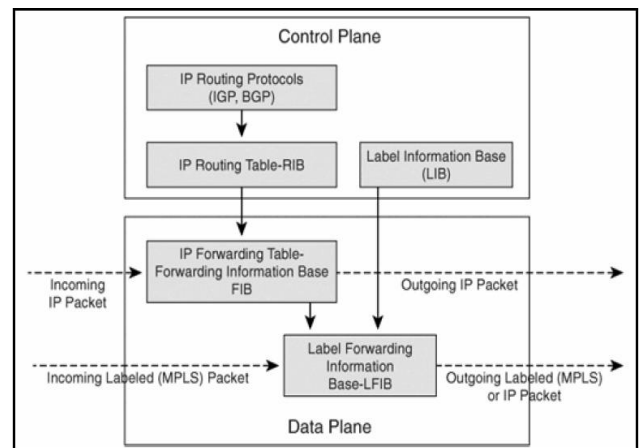 Control Plane
IP Routing Protocols
(IGP, BGP)
IP Routing Table-RIB
Label Information Base
(LIB)
IP Forwarding Table-
Forwarding Information Base
FIB
Incoming
IP Packet
Outgoing IP Packet
Label Forwarding
Information
Base-LFIB
Incoming Labeled (MPLS) Packet
Outgoing Labeled (MPLS)
or IP Packet
Data Plane